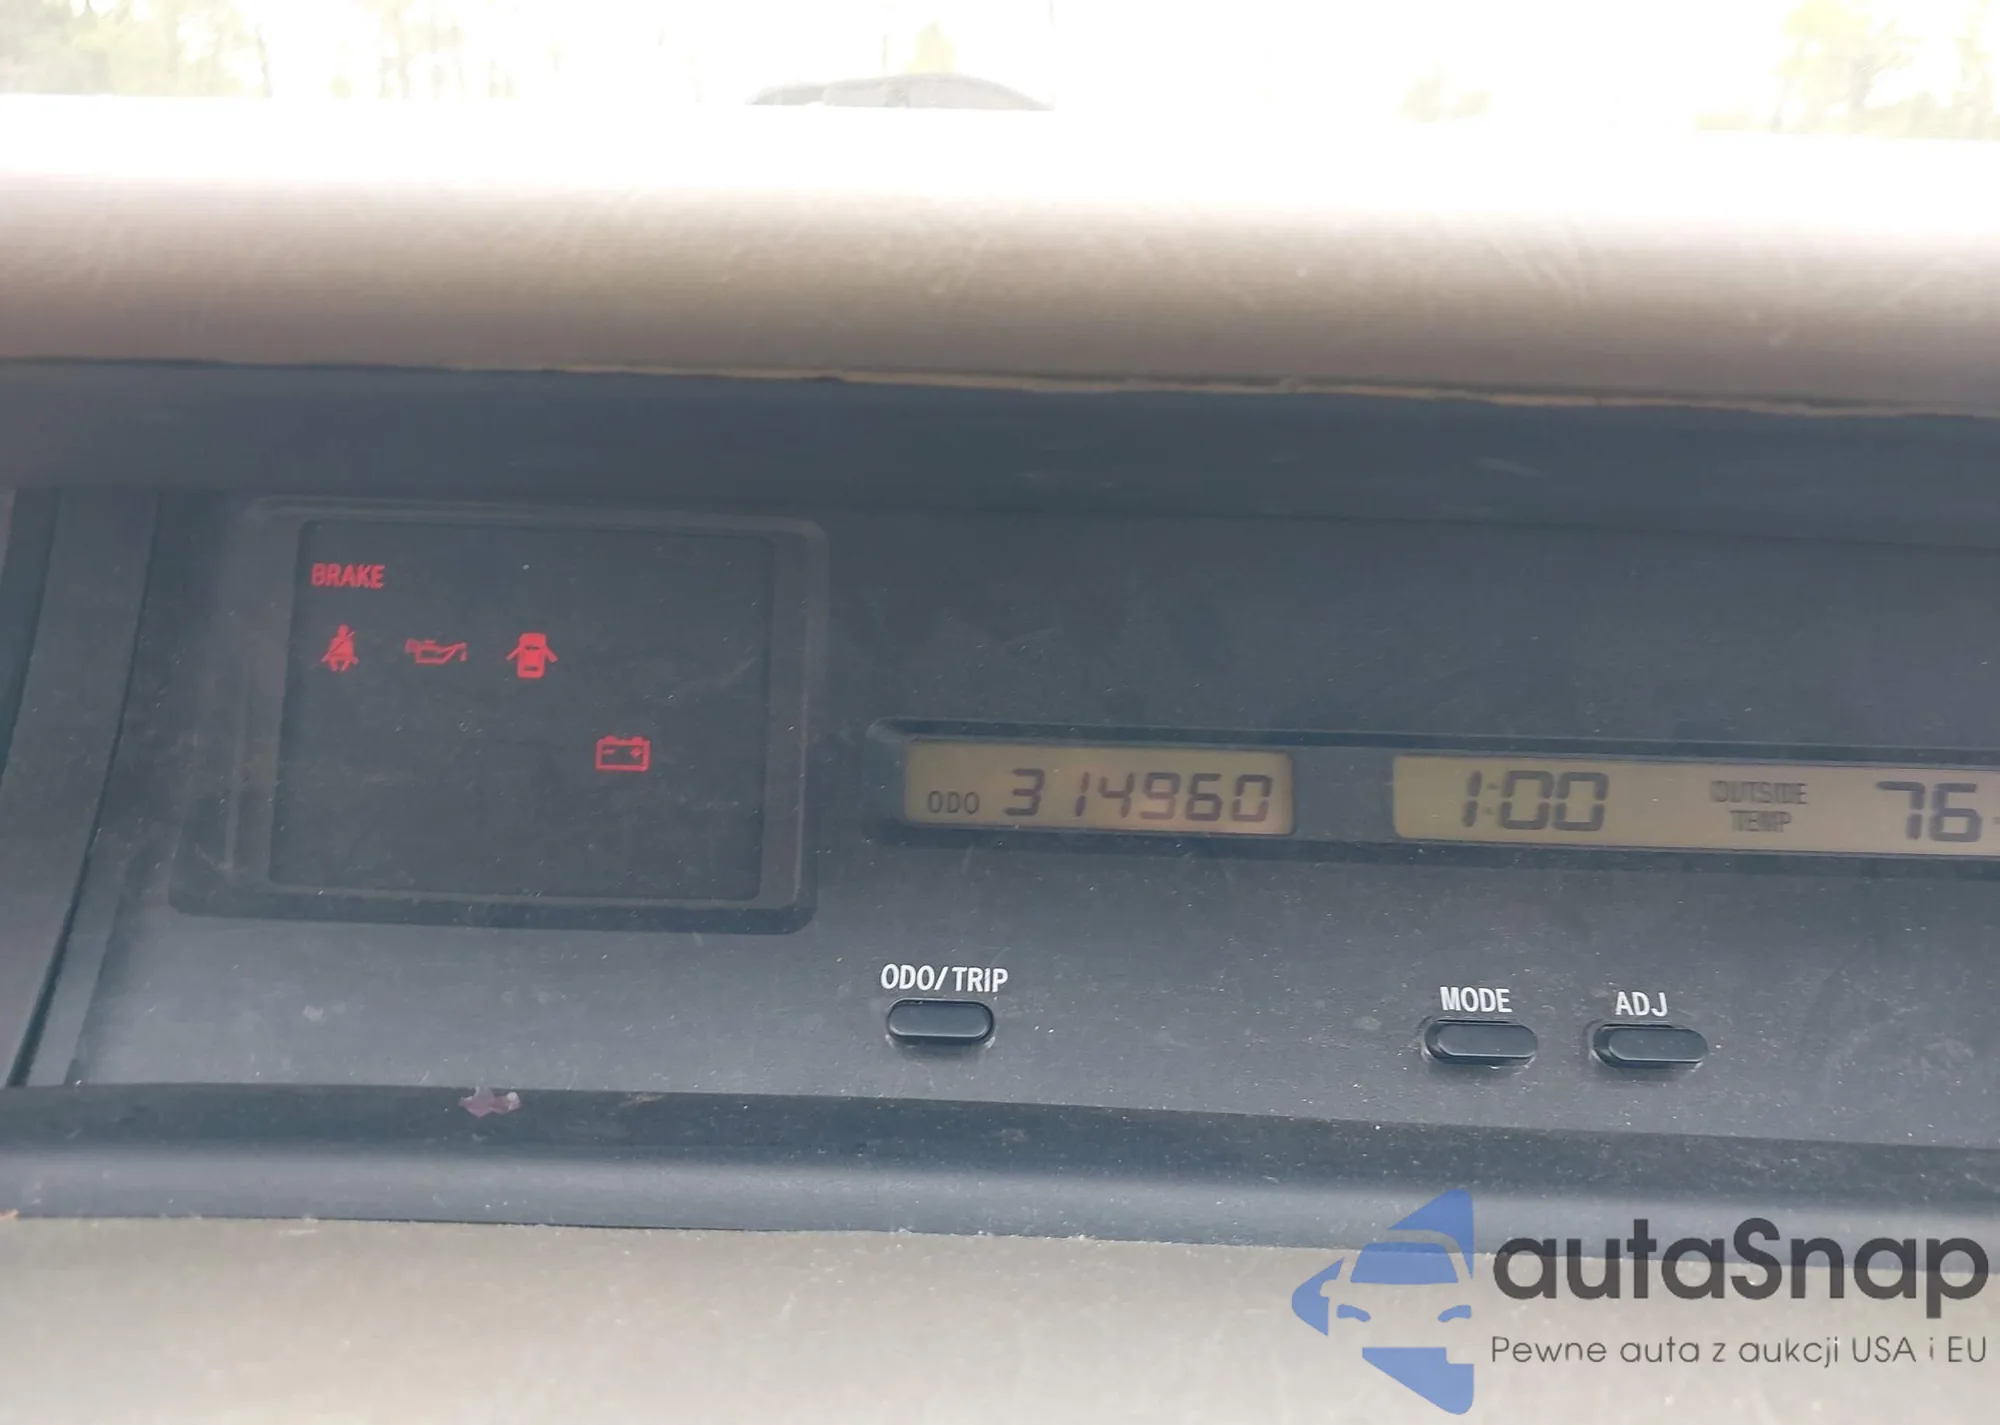 BRAKE
ODO 314960
1:00 OUTSIDE TEMP 76
ODO/TRIP
MODE ADJ
autaSnap
Pewne auta z aukcji USA i EU